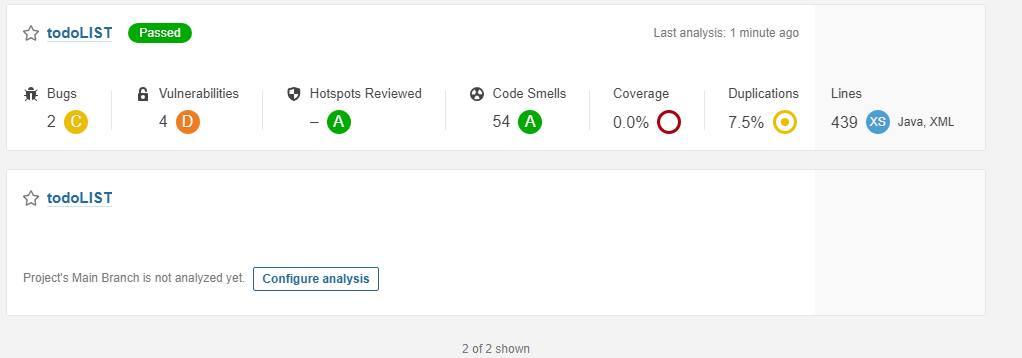 todoLIST Passed Last analysis: 1 minute ago
Bugs Vulnerabilities Hotspots Reviewed Code Smells Coverage Duplications Lines
2 C 4 D – A 54 A 0.0% 7.5% 439 XS Java, XML
todoLIST
Project's Main Branch is not analyzed yet. Configure analysis
2 of 2 shown